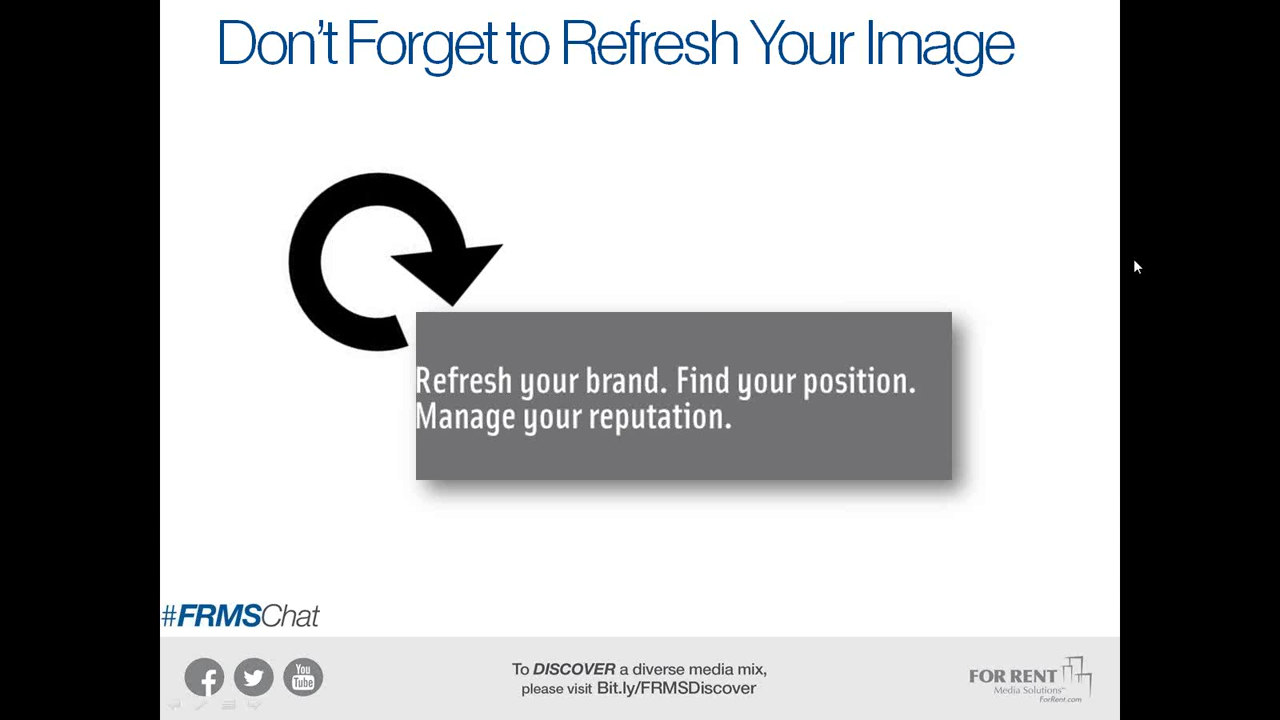 Don't Forget to Refresh Your Image
Refresh your brand. Find your position.
Manage your reputation.
#FRMSChat
You
Tube
To DISCOVER a diverse media mix,
please visit Bit.ly/FRMSDiscover
FOR RENT
Media Solutions™
ForRent.com